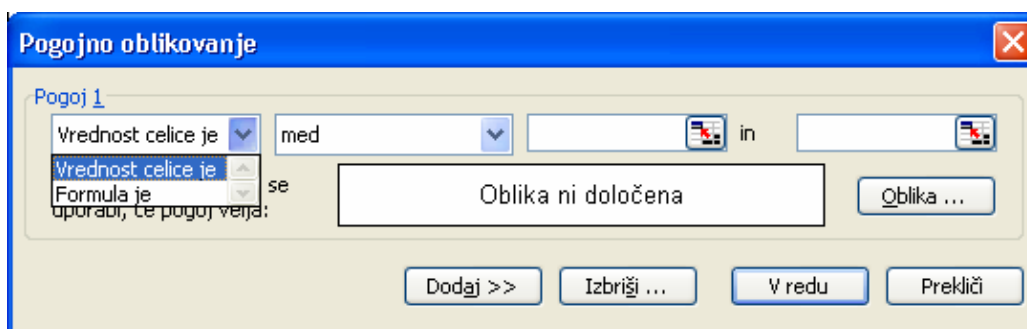 Pogojno oblikovanje
Pogoj 1
Vrednost celice je med in
Vrednost celice je
Formula je se
uporabi, če pogoj velja:
Oblika ni določena
Oblika ...
Dodaj >> Izbriši ... V redu Prekliči